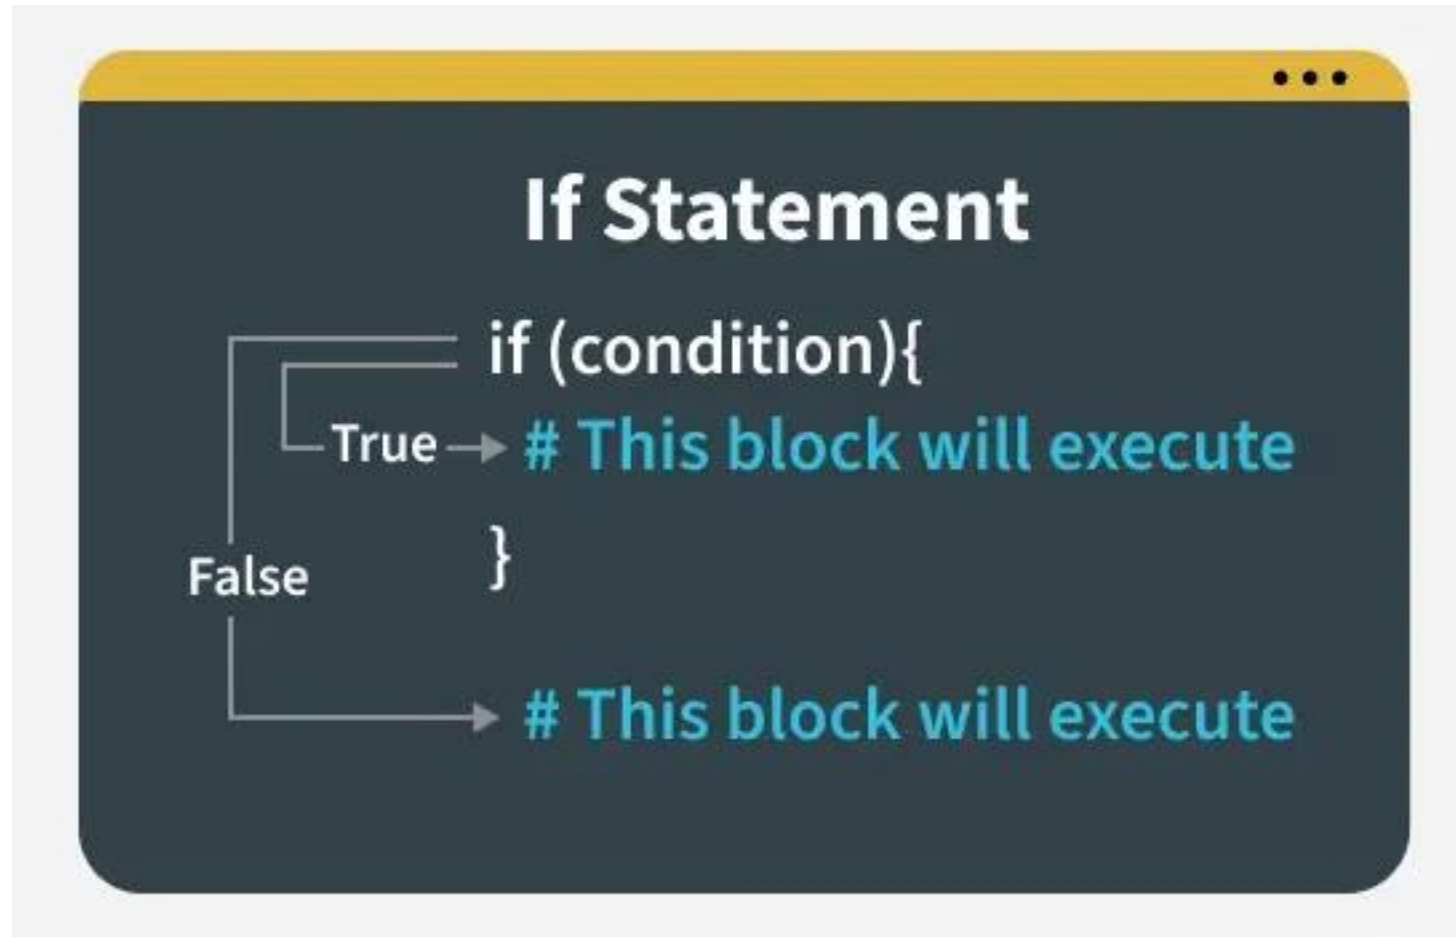 If Statement
if (condition){
True # This block will execute
}
False
# This block will execute